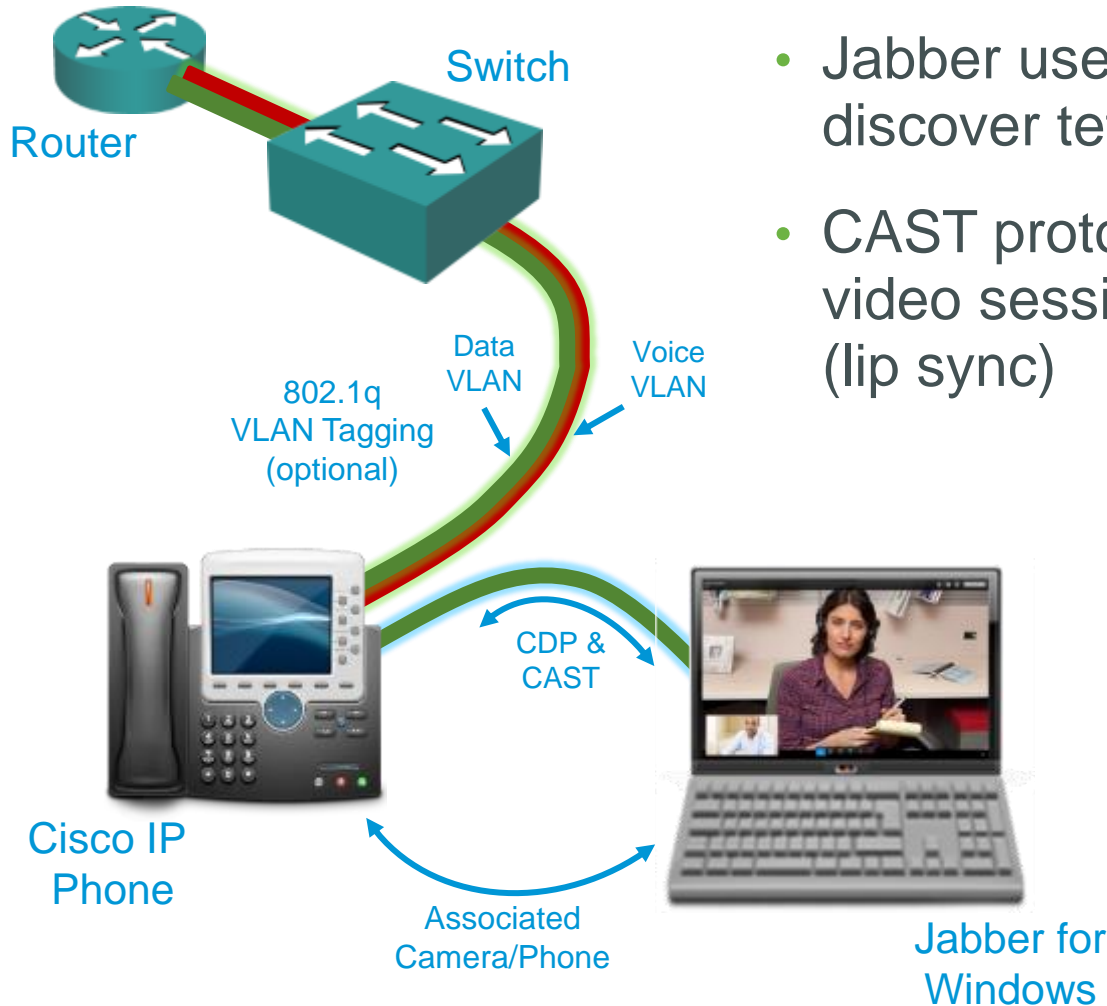 Router
Switch
• Jabber use
discover te
• CAST proto
video sessi
(lip sync)
Data
VLAN
Voice
VLAN
802.1q
VLAN Tagging
(optional)
CDP &
CAST
Cisco IP
Phone
Associated
Camera/Phone
Jabber for
Windows